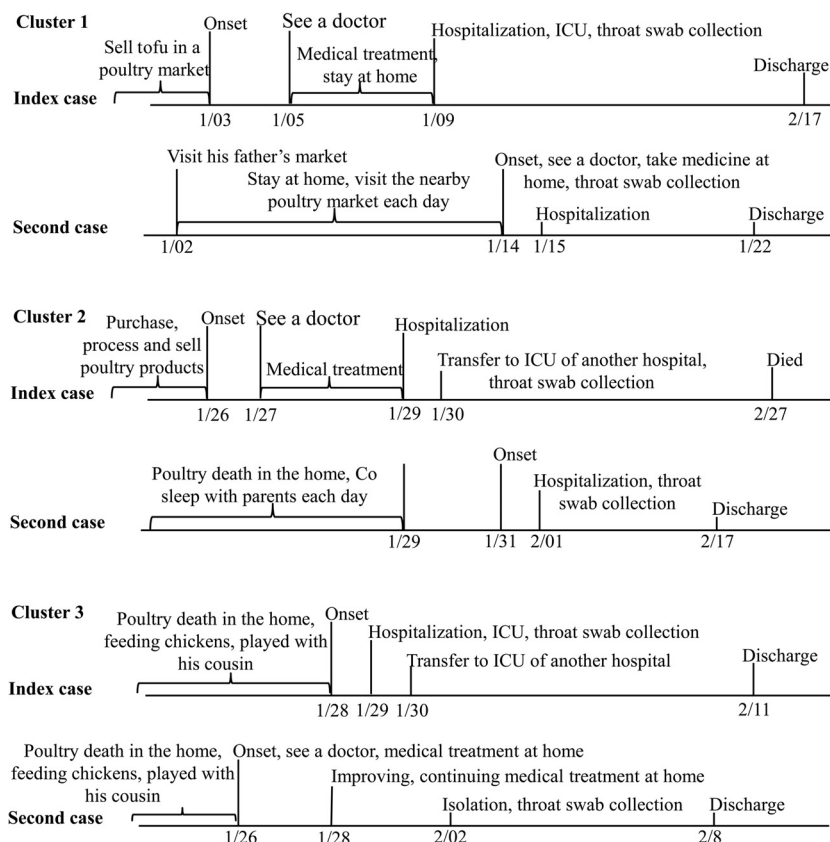 Cluster 1
Onset
See a doctor
Hospitalization, ICU, throat swab collection
Sell tofu in a
poultry market
Medical treatment,
stay at home
Discharge
Index case
1/03
1/05
1/09
2/17
Visit his father's market
Onset, see a doctor, take medicine at
home, throat swab collection
Stay at home, visit the nearby
poultry market each day
Hospitalization
Discharge
Second case
1/02
1/14
1/15
1/22
Cluster 2
Purchase,
process and sell
poultry products
Onset
See a doctor
Hospitalization
Medical treatment
Transfer to ICU of another hospital,
throat swab collection
Died
Index case
1/26
1/27
1/29
1/30
2/27
Onset
Poultry death in the home, Co
sleep with parents each day
Hospitalization, throat
swab collection
Discharge
Second case
1/29
1/31
2/01
2/17
Cluster 3
Poultry death in the home,
feeding chickens, played with
his cousin
Onset
Hospitalization, ICU, throat swab collection
Transfer to ICU of another hospital
Discharge
Index case
1/28
1/29
1/30
2/11
Poultry death in the home,
feeding chickens, played with
his cousin
Onset, see a doctor, medical treatment at home
Improving, continuing medical treatment at home
Isolation, throat swab collection
Discharge
Second case
1/26
1/28
2/02
2/8